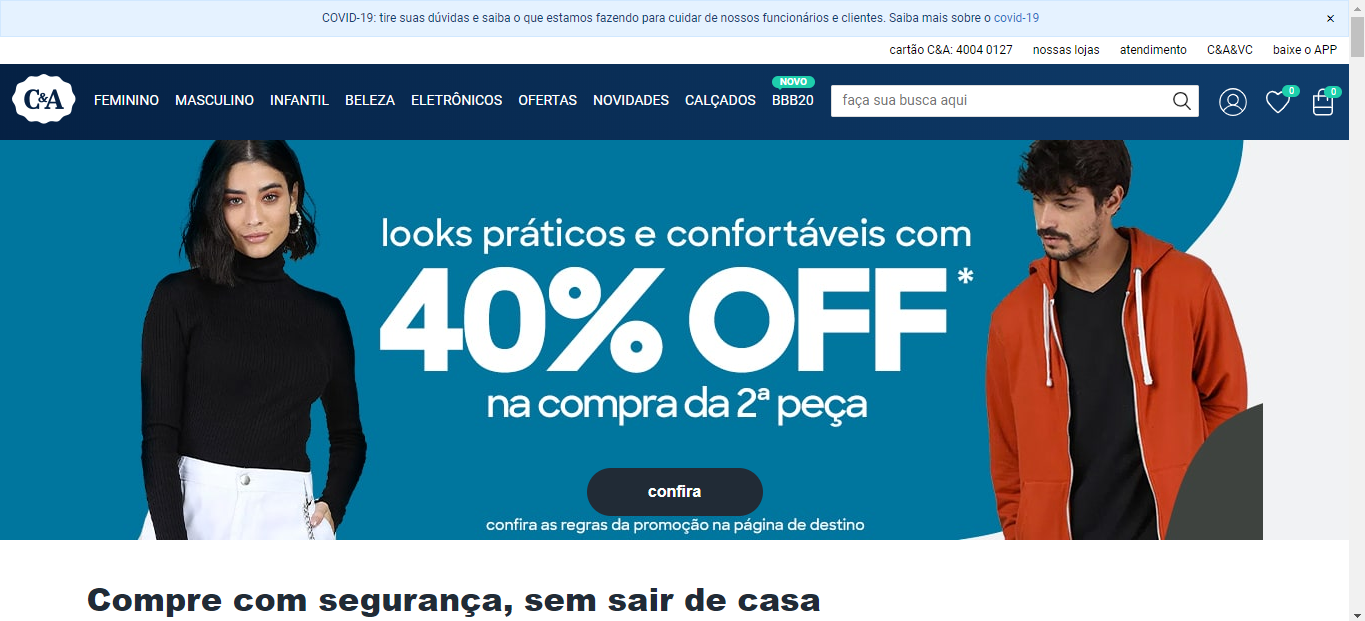 COVID-19: tire suas dúvidas e saiba o que estamos fazendo para cuidar de nossos funcionários e clientes. Saiba mais sobre o covid-19 ×
cartão C&A: 4004 0127 nossas lojas atendimento C&A&VC baixe o APP
NOVO
C&A FEMININO MASCULINO INFANTIL BELEZA ELETRÔNICOS OFERTAS NOVIDADES CALÇADOS BBB20 faça sua busca aqui 0 0
looks práticos e confortáveis com
40% OFF*
na compra da 2ª peça
confira
confira as regras da promoção na página de destino
Compre com segurança, sem sair de casa